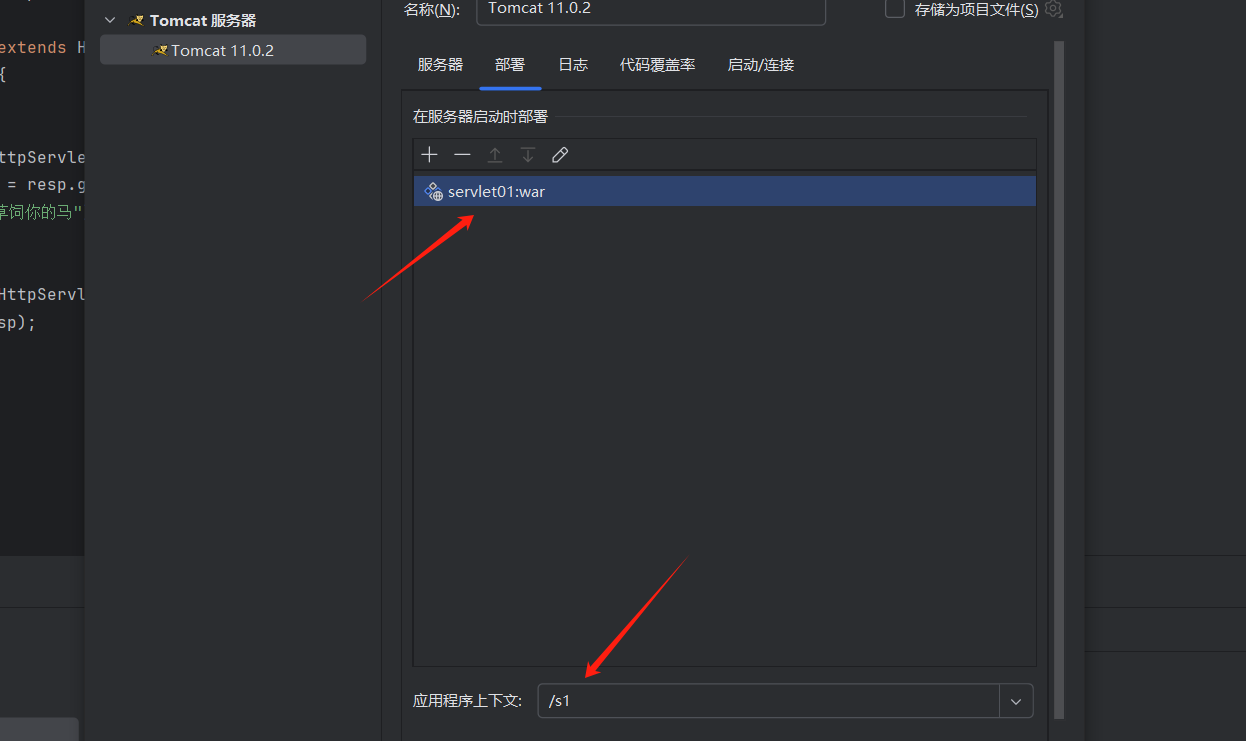 Tomcat 服务器
Tomcat 11.0.2
名称(N):
Tomcat 11.0.2
存储为项目文件(S)
服务器
部署
日志
代码覆盖率
启动/连接
在服务器启动时部署
servlet01:war
应用程序上下文:
/s1
extends H
{
ttpServle
= resp.g
草饲你的马"
HttpServl
sp);